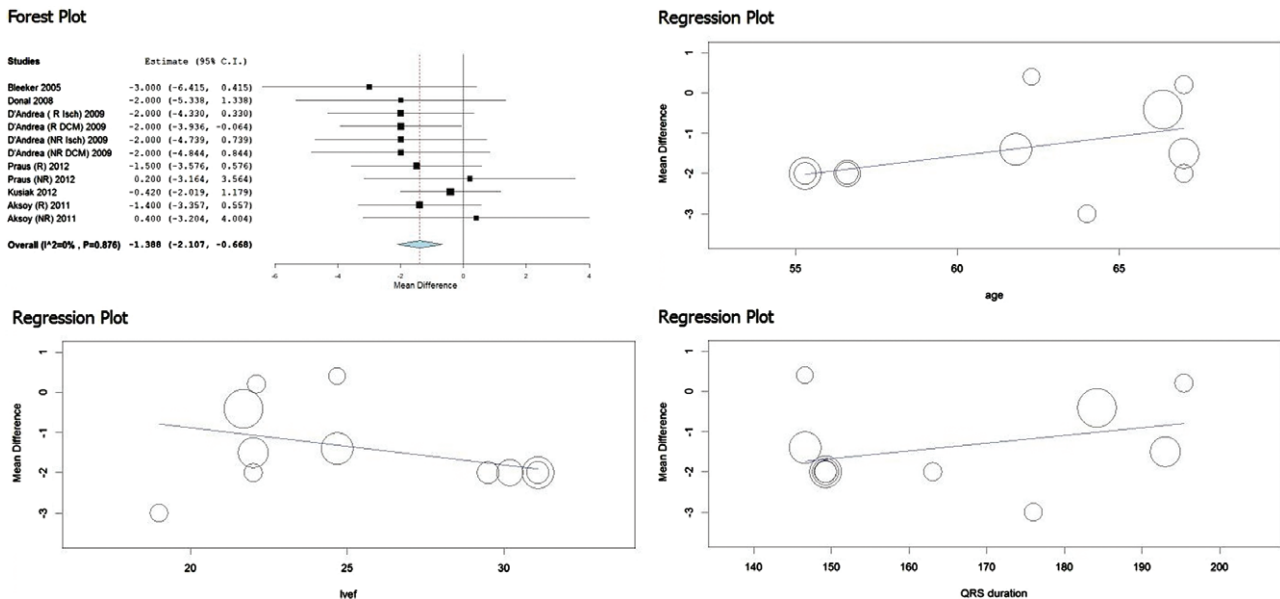 Forest Plot
Studies Estimate (95% C.I.)
Bleeker 2005 -3.000 (-6.415, 0.415)
Donal 2008 -2.000 (-5.338, 1.338)
D'Andrea ( R Isch) 2009 -2.000 (-4.330, 0.330)
D'Andrea (R DCM) 2009 -2.000 (-3.936, -0.064)
D'Andrea (NR Isch) 2009 -2.000 (-4.739, 0.739)
D'Andrea (NR DCM) 2009 -2.000 (-4.844, 0.844)
Praus (R) 2012 -1.500 (-3.576, 0.576)
Praus (NR) 2012 0.200 (-3.164, 3.564)
Kusiak 2012 -0.420 (-2.019, 1.179)
Aksoy (R) 2011 -1.400 (-3.357, 0.557)
Aksoy (NR) 2011 0.400 (-3.204, 4.004)
Overall (I^2=0% , P=0.876) -1.388 (-2.107, -0.668)
-6 -4 -2 0 2 4
Mean Difference
Regression Plot
Mean Difference
1
0
-1
-2
-3
55 60 65
age
Regression Plot
Mean Difference
1
0
-1
-2
-3
20 25 30
lvef
Regression Plot
Mean Difference
1
0
-1
-2
-3
140 150 160 170 180 190 200
QRS duration